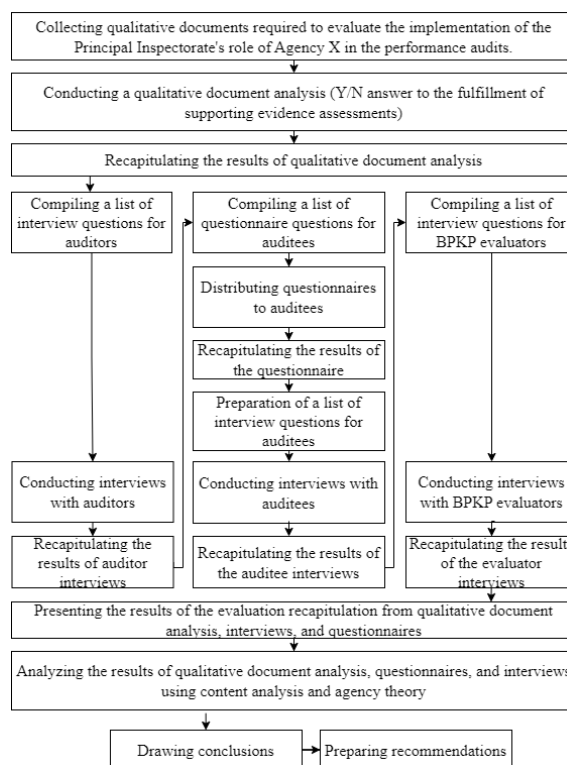 Collecting qualitative documents required to evaluate the implementation of the
Principal Inspectorate's role of Agency X in the performance audits.
Conducting a qualitative document analysis (Y/N answer to the fulfillment of
supporting evidence assessments)
Recapitulating the results of qualitative document analysis
Compiling a list of
interview questions for
auditors
Conducting interviews
with auditors
Recapitulating the
results of auditor
interviews
Compiling a list of
questionnaire questions for
auditees
Distributing questionnaires
to auditees
Recapitulating the results of
the questionnaire
Preparation of a list of
interview questions for
auditees
Conducting interviews with
auditees
Recapitulating the results of
the auditee interviews
Compiling a list of
interview questions for
BPKP evaluators
Conducting interviews
with BPKP evaluators
Recapitulating the results
of the evaluator
interviews
Presenting the results of the evaluation recapitulation from qualitative document
analysis, interviews, and questionnaires
Analyzing the results of qualitative document analysis, questionnaires, and interviews
using content analysis and agency theory
Drawing conclusions
Preparing recommendations